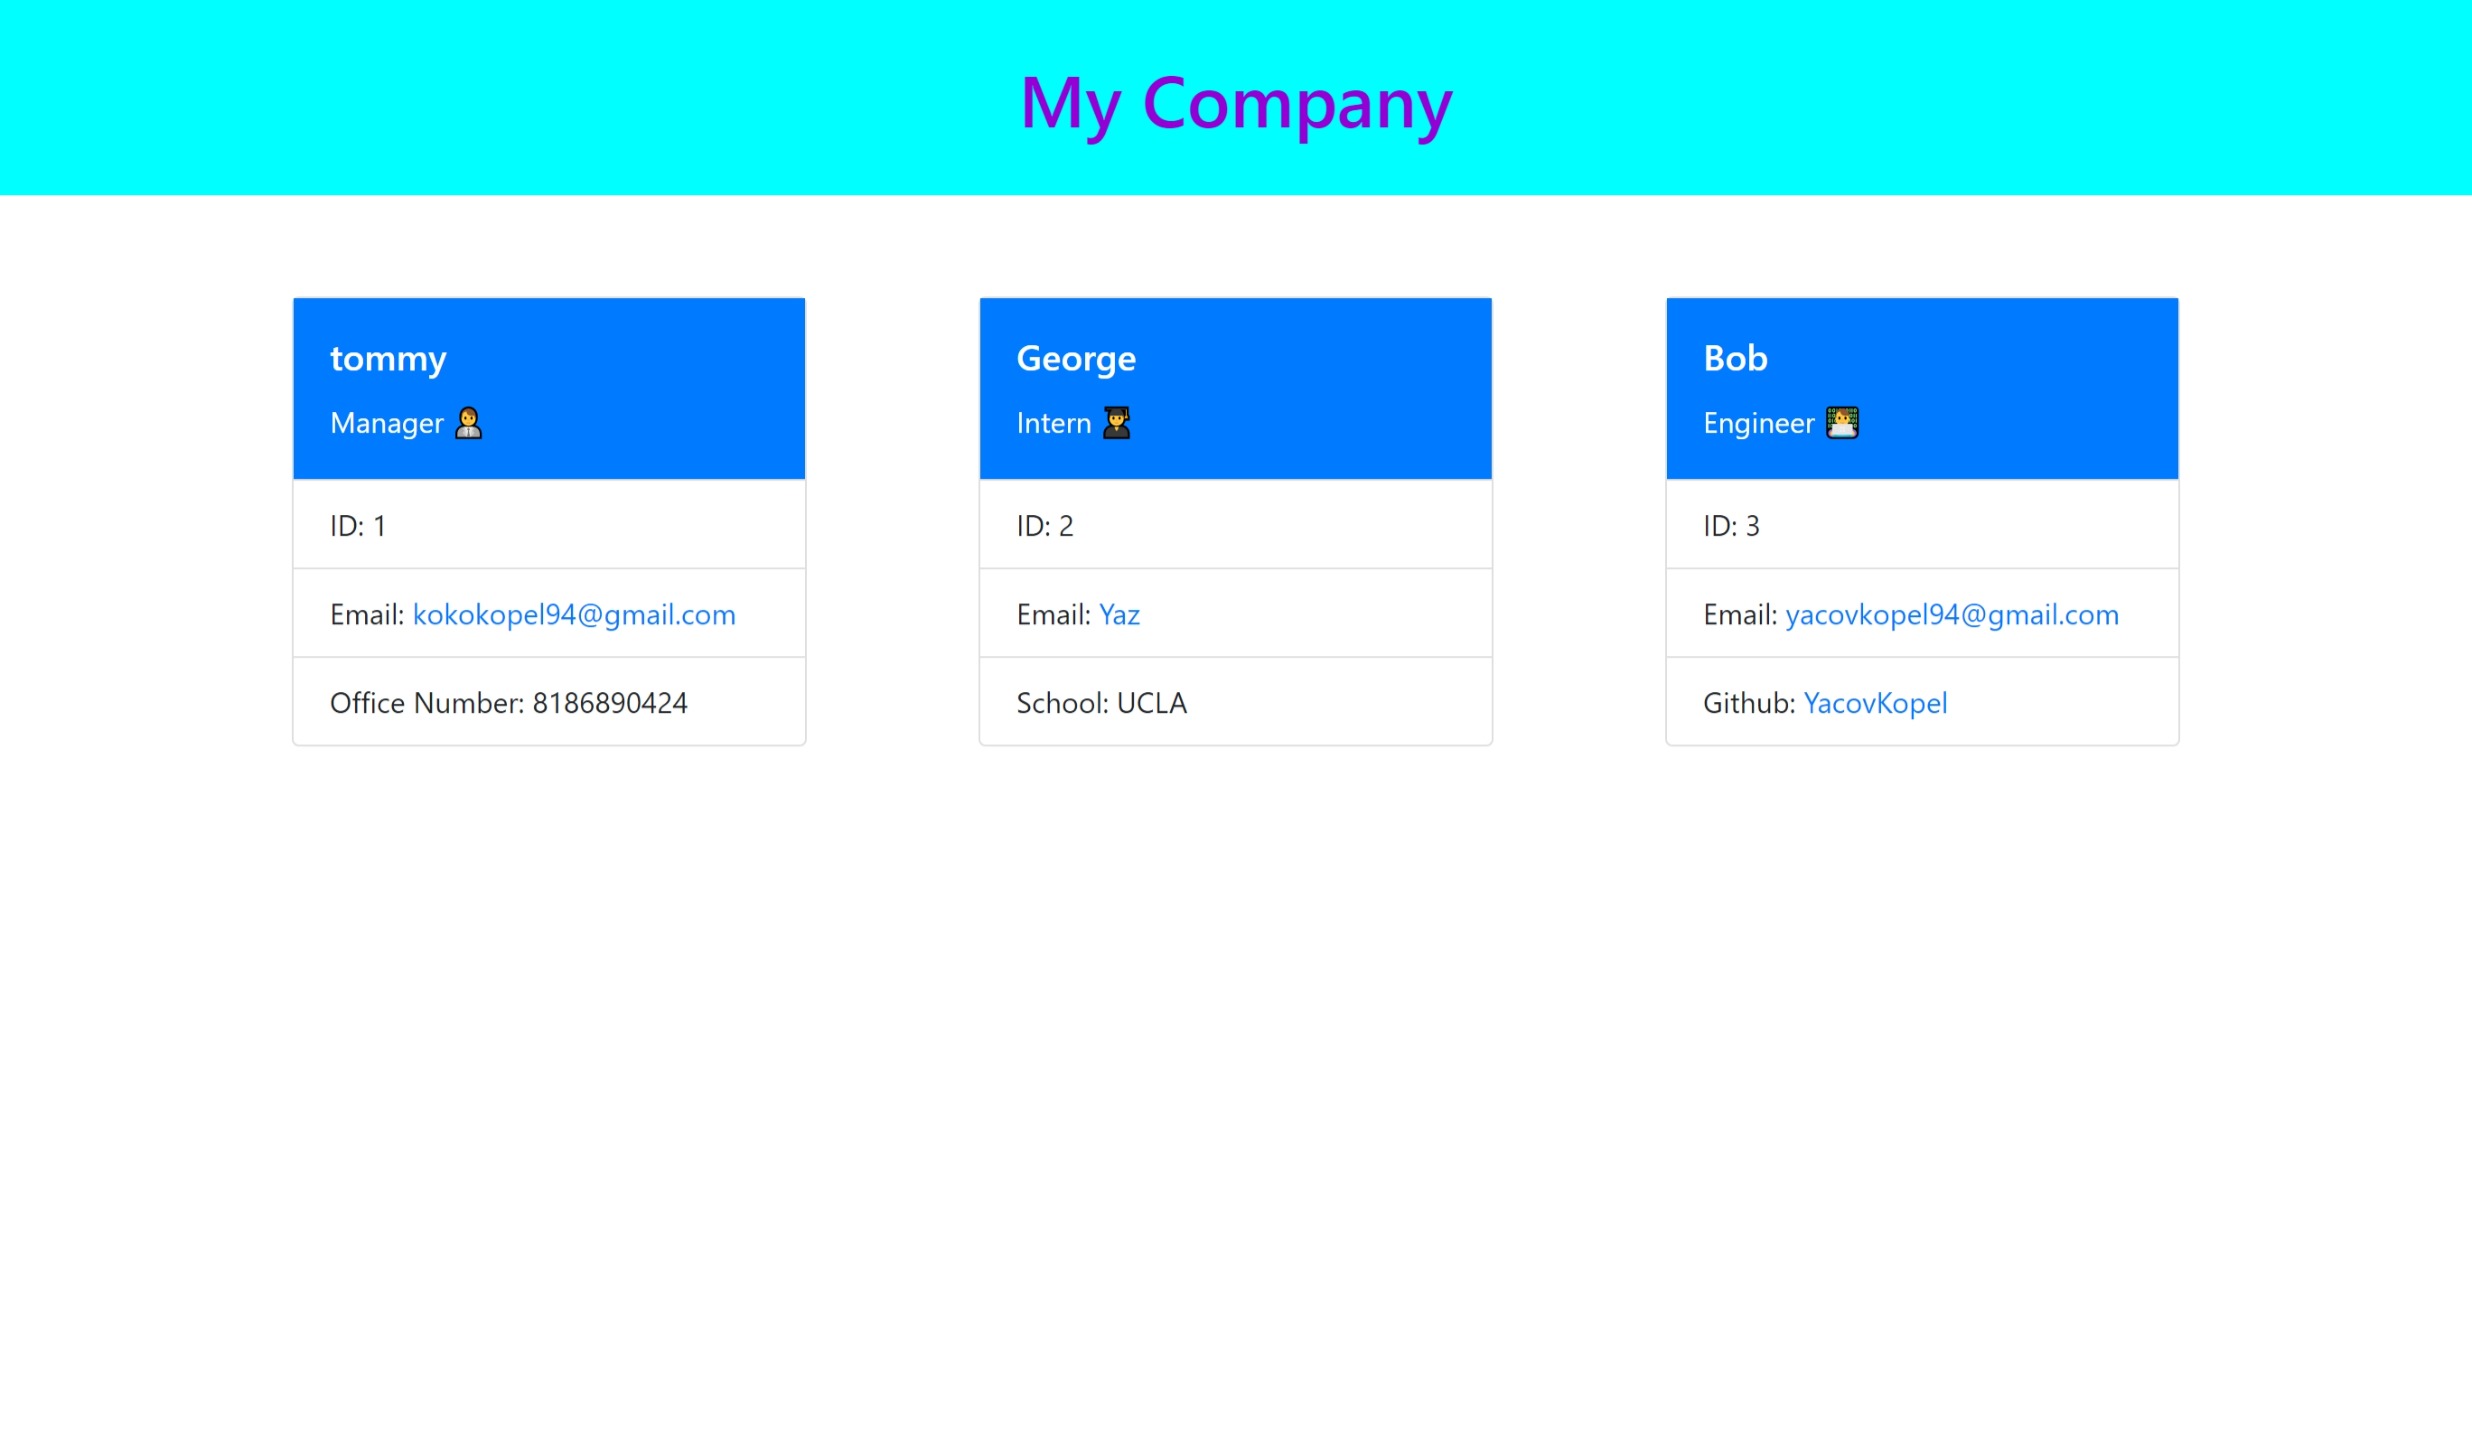 My Company
tommy
Manager 👨‍💼
ID: 1
Email: kokokopel94@gmail.com
Office Number: 8186890424
George
Intern 👨‍🎓
ID: 2
Email: Yaz
School: UCLA
Bob
Engineer 👨‍💻
ID: 3
Email: yacovkopel94@gmail.com
Github: YacovKopel